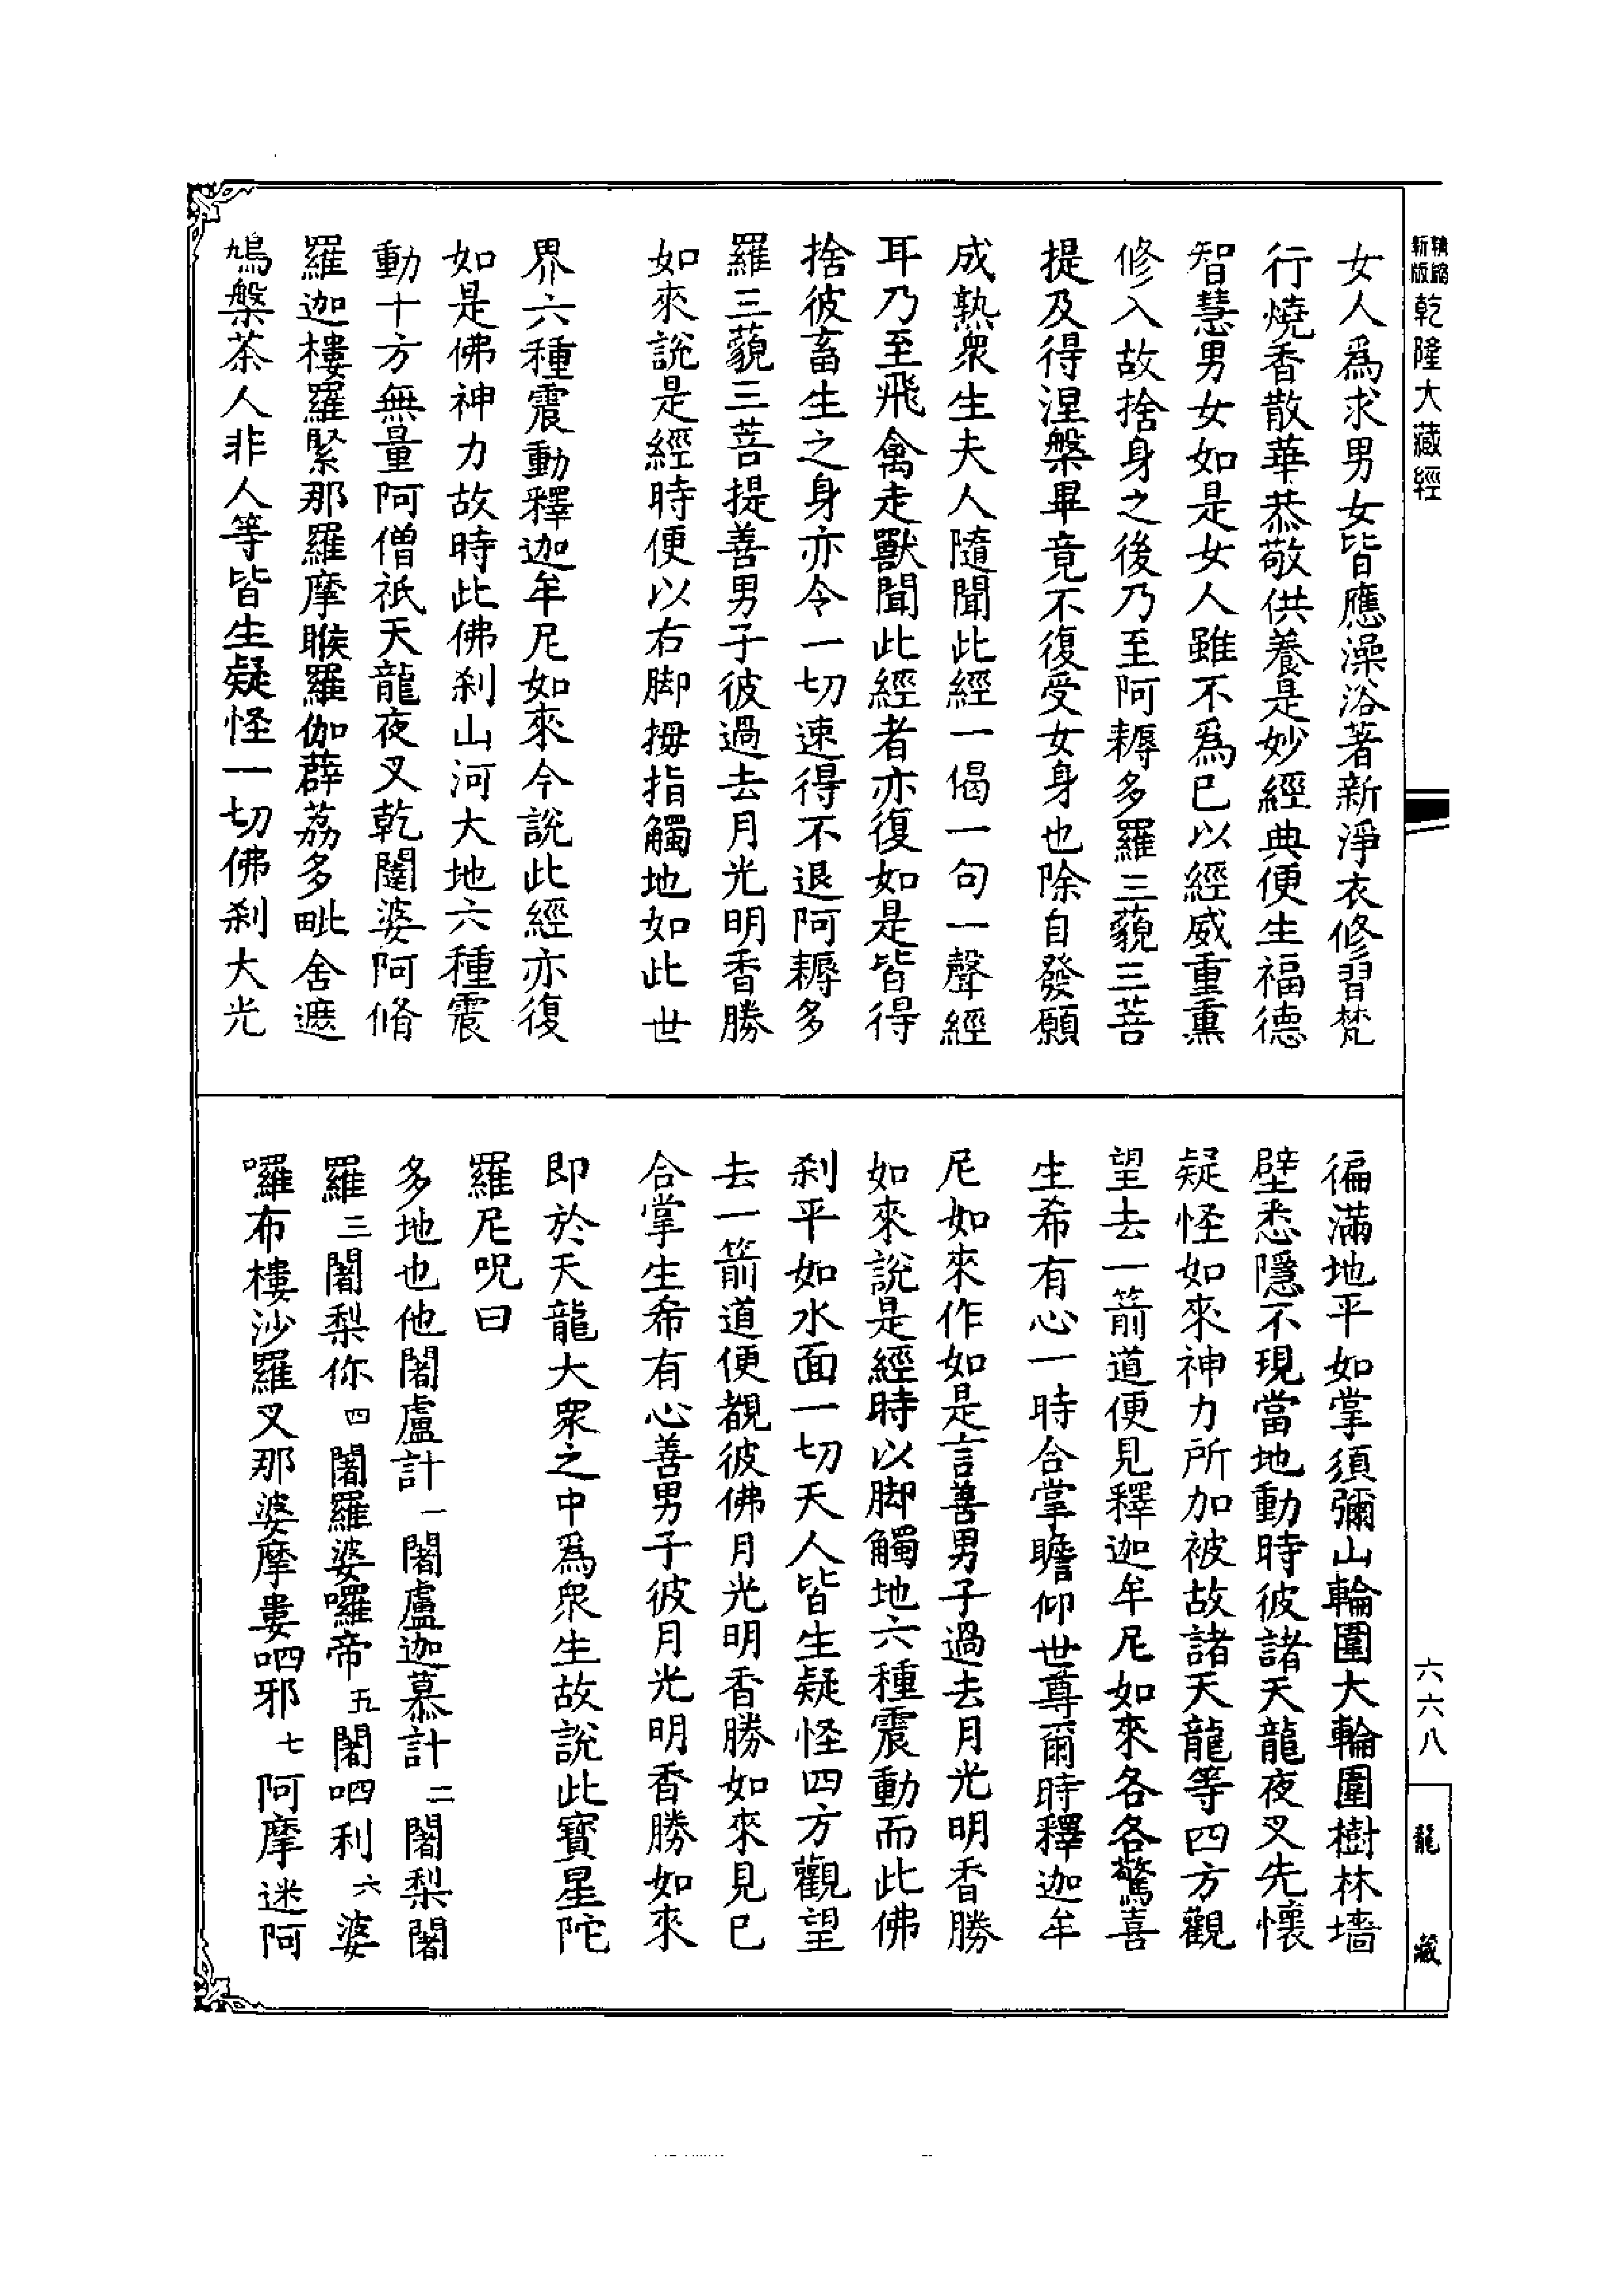 新版
精縮
乾隆大藏經
女人爲求男女皆應澡浴著新淨衣修習梵
行燒香散華恭敬供養是妙經典便生福德
智慧男女如是女人雖不爲已以經威重熏
修入故捨身之後乃至阿耨多羅三藐三菩
提及得涅槃畢竟不復受女身也除自發願
成熟衆生夫人隨聞此經一偈一句一聲經
耳乃至飛禽走獸聞此經者亦復如是皆得
捨彼畜生之身亦令一切速得不退阿耨多
羅三藐三菩提善男子彼過去月光明香勝
如來說是經時便以右脚拇指觸地如此世
界六種震動釋迦牟尼如來今說此經亦復
如是佛神力故時此佛刹山河大地六種震
動十方無量阿僧祇天龍夜叉乾闥婆阿脩
羅迦樓羅緊那羅摩睺羅伽薜荔多毗舍遮
鳩槃茶人非人等皆生疑怪一切佛刹大光
徧滿地平如掌須彌山輪圍大輪圍樹林墻
壁悉隱不現當地動時彼諸天龍夜叉先懷
疑怪如來神力所加被故諸天龍等四方觀
望去一箭道便見釋迦牟尼如來各各驚喜
生希有心一時合掌瞻仰世尊爾時釋迦牟
尼如來作如是言善男子過去月光明香勝
如來說是經時以脚觸地六種震動而此佛
刹平如水面一切天人皆生疑怪四方觀望
去一箭道便覩彼佛月光明香勝如來見已
合掌生希有心善男子彼月光明香勝如來
即於天龍大衆之中爲衆生故說此寶星陀
羅尼呪曰
多地也他闍盧計一闍盧迦慕計二闍梨闍
羅三闍梨你四闍羅婆囉帝五闍呬利六婆
囉布樓沙羅叉那婆摩婁呬邪七阿摩迷阿
六六八
龍藏